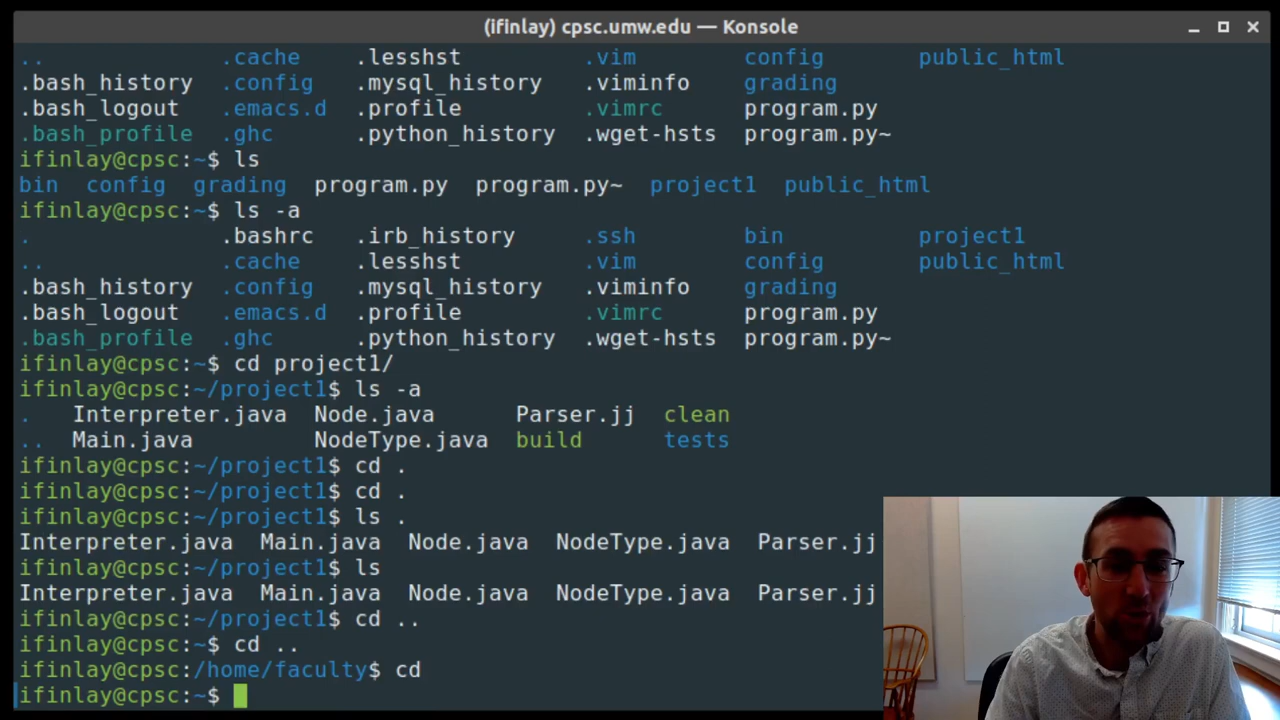 (ifinlay) cpsc.umw.edu — Konsole
.. .cache .lesshst .vim config public_html
.bash_history .config .mysql_history .viminfo grading
.bash_logout .emacs.d .profile .vimrc program.py
.bash_profile .ghc .python_history .wget-hsts program.py~
ifinlay@cpsc:~$ ls
bin config grading program.py program.py~ project1 public_html
ifinlay@cpsc:~$ ls -a
. .bashrc .irb_history .ssh bin project1
.. .cache .lesshst .vim config public_html
.bash_history .config .mysql_history .viminfo grading
.bash_logout .emacs.d .profile .vimrc program.py
.bash_profile .ghc .python_history .wget-hsts program.py~
ifinlay@cpsc:~$ cd project1/
ifinlay@cpsc:~/project1$ ls -a
. Interpreter.java Node.java Parser.jj clean
.. Main.java NodeType.java build tests
ifinlay@cpsc:~/project1$ cd .
ifinlay@cpsc:~/project1$ cd .
ifinlay@cpsc:~/project1$ ls .
Interpreter.java Main.java Node.java NodeType.java Parser.jj
ifinlay@cpsc:~/project1$ ls
Interpreter.java Main.java Node.java NodeType.java Parser.jj
ifinlay@cpsc:~/project1$ cd ..
ifinlay@cpsc:~$ cd ..
ifinlay@cpsc:/home/faculty$ cd
ifinlay@cpsc:~$